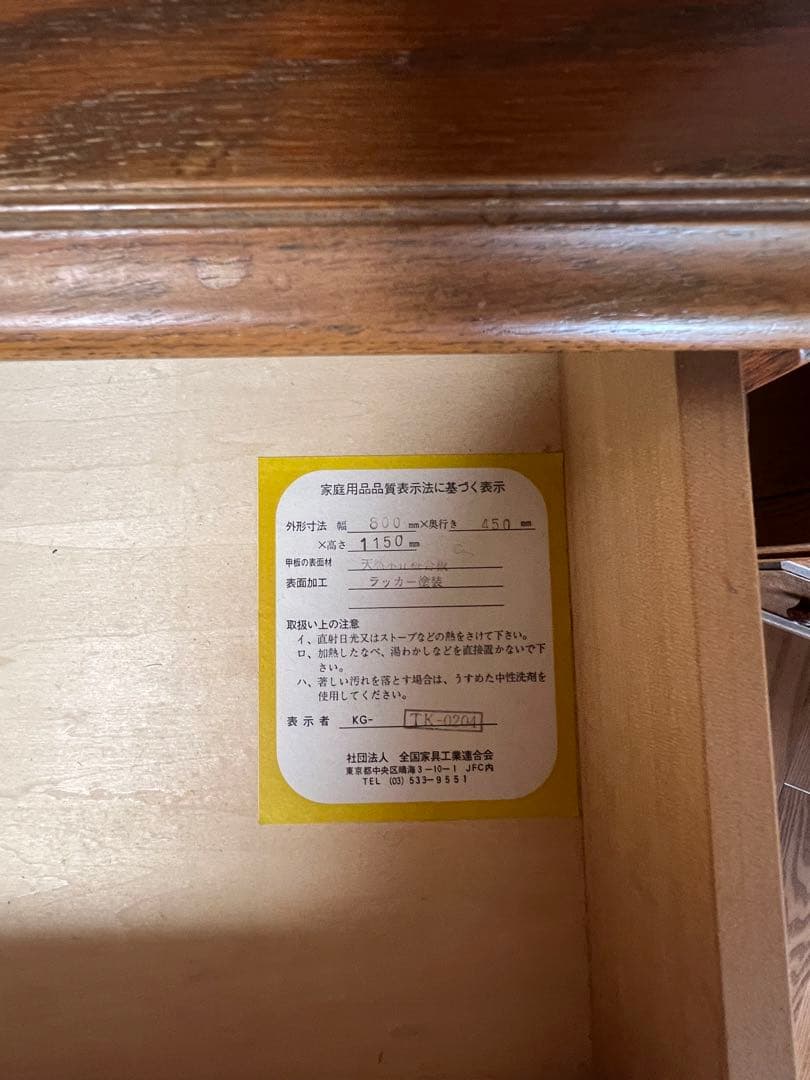 家庭用品品質表示法に基づく表示
外形寸法 幅 800 mm×奥行き 450 mm
×高さ 1150 mm
甲板の表面材 天然木化粧合板
表面加工 ラッカー塗装
取扱い上の注意
イ、直射日光又はストーブなどの熱をさけて下さい。
ロ、加熱したなべ、湯わかしなどを直接置かないで下
さい。
ハ、著しい汚れを落とす場合は、うすめた中性洗剤を
使用してください。
表示者 KG- TK-0204
社団法人 全国家具工業連合会
東京都中央区晴海3-10-1 JFC内
TEL (03) 533-9551